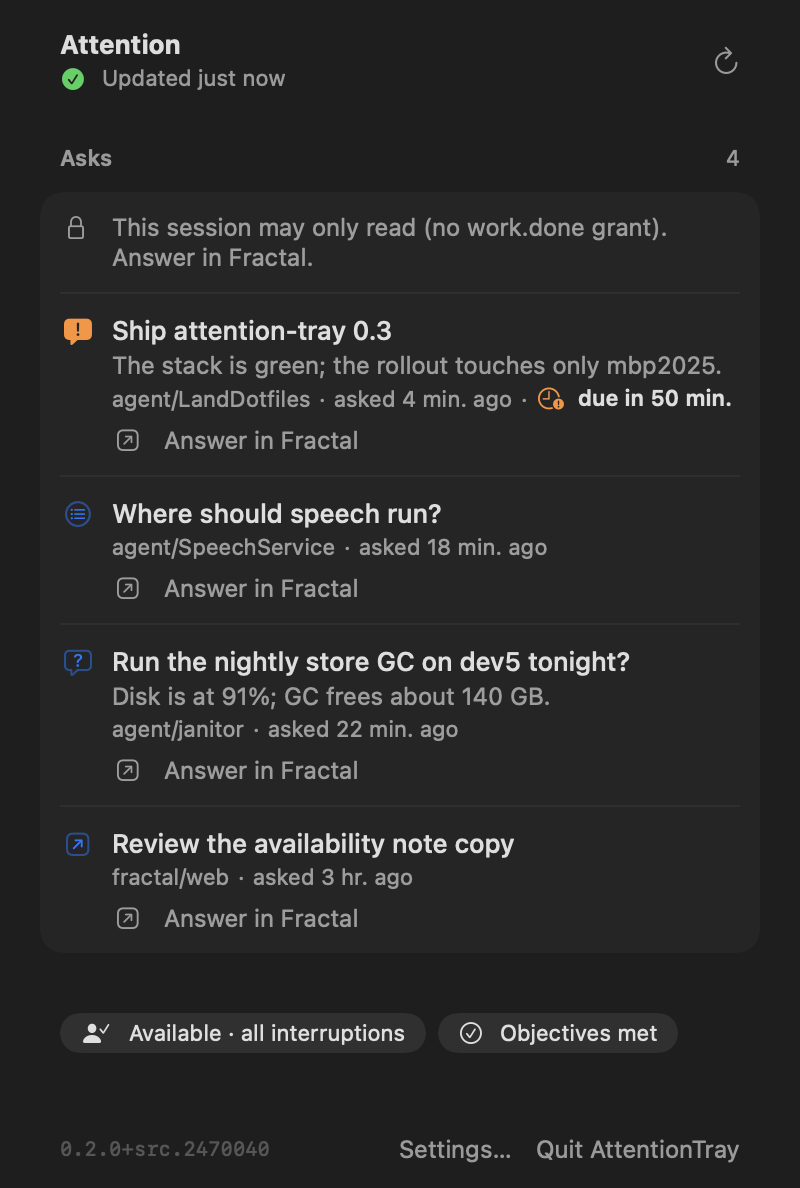 Attention
Updated just now
Asks 4
This session may only read (no work.done grant).
Answer in Fractal.
Ship attention-tray 0.3
The stack is green; the rollout touches only mbp2025.
agent/LandDotfiles · asked 4 min. ago · due in 50 min.
Answer in Fractal
Where should speech run?
agent/SpeechService · asked 18 min. ago
Answer in Fractal
Run the nightly store GC on dev5 tonight?
Disk is at 91%; GC frees about 140 GB.
agent/janitor · asked 22 min. ago
Answer in Fractal
Review the availability note copy
fractal/web · asked 3 hr. ago
Answer in Fractal
Available · all interruptions Objectives met
0.2.0+src.2470040 Settings... Quit AttentionTray